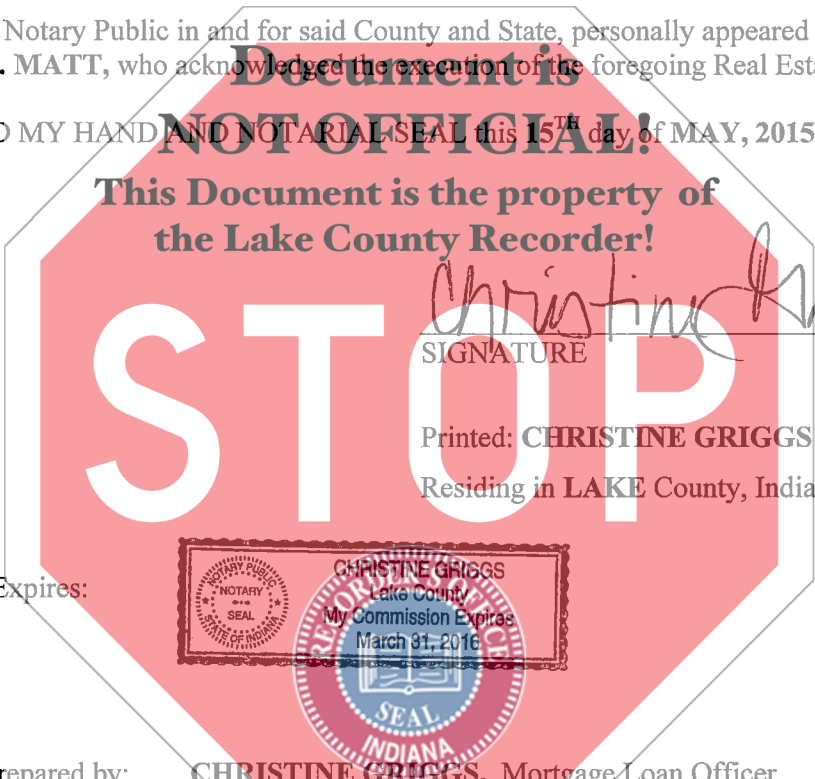 Notary Public in and for said County and State, personally appeared
. MATT, who acknowledged the execution of the foregoing Real Esta
Document is
MY HAND AND NOTARIAL SEAL this 15TH day of MAY, 2015
NOT OFFICIAL!
This Document is the property of
the Lake County Recorder!
Christine
SIGNATURE
STOP
Printed: CHRISTINE GRIGGS
Residing in LAKE County, India
Expires:
NOTARY PUBLIC
NOTARY
SEAL
STATE OF INDIANA
CHRISTINE GRIGGS
Lake County
My Commission Expires
March 31, 2016
RECORDER'S OFFICE
SEAL
INDIANA
repared by: CHRISTINE GRIGGS, Mortgage Loan Officer